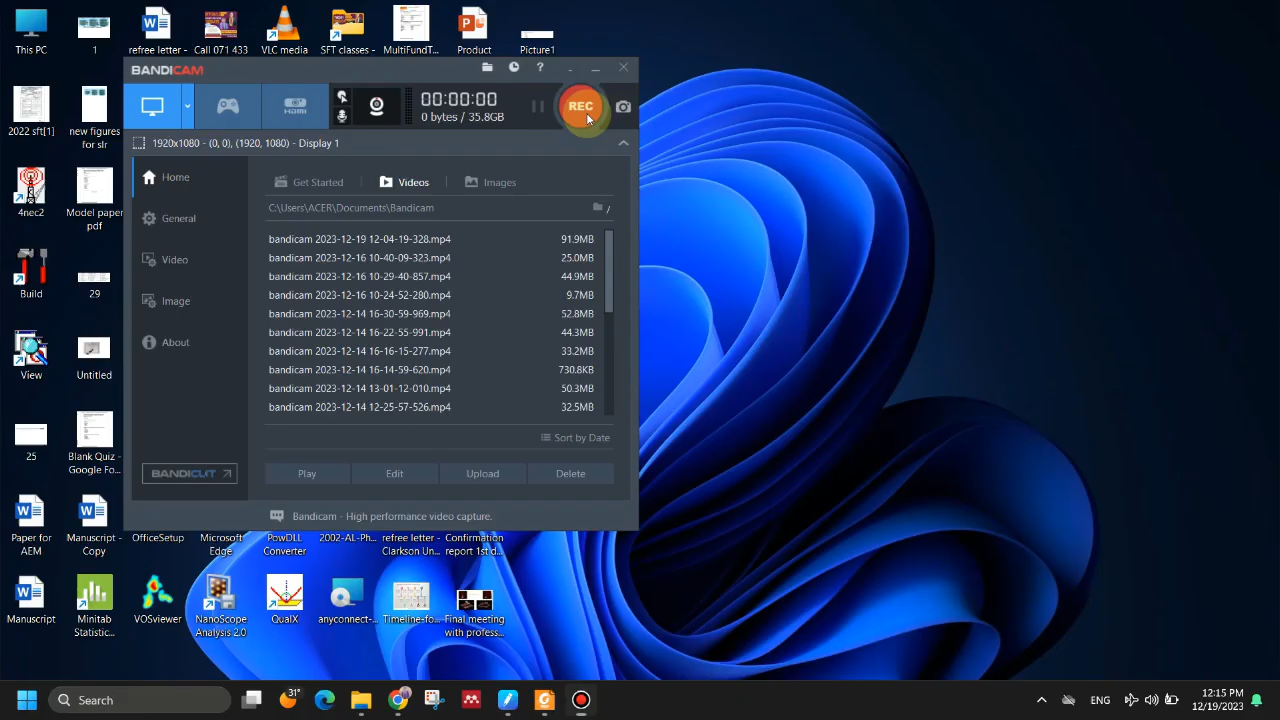 This PC
1
refree letter -
Call 071 433
VLC media
SFT classes -
MultiFundT...
Product
Picture1
BANDICAM
00:00:00
0 bytes / 35.8GB
REC
HDMI
1920x1080 - (0, 0), (1920, 1080) - Display 1
Home
General
Video
Image
About
BANDICUT
Get Started
Videos
Images
C:\Users\ACER\Documents\Bandicam
bandicam 2023-12-19 12-04-19-328.mp4 91.9MB
bandicam 2023-12-16 10-40-09-323.mp4 25.0MB
bandicam 2023-12-16 10-29-40-857.mp4 44.9MB
bandicam 2023-12-16 10-24-52-280.mp4 9.7MB
bandicam 2023-12-14 16-30-59-969.mp4 52.8MB
bandicam 2023-12-14 16-22-55-991.mp4 44.3MB
bandicam 2023-12-14 16-16-15-277.mp4 33.2MB
bandicam 2023-12-14 16-14-59-620.mp4 730.8KB
bandicam 2023-12-14 13-01-12-010.mp4 50.3MB
bandicam 2023-12-14 12-25-57-526.mp4 32.5MB
Sort by Date
Play
Edit
Upload
Delete
Bandicam - High performance video capture.
2022 sft[1]
new figures
for slr
4nec2
Model paper
pdf
Build
29
View
Untitled
25
Blank Quiz -
Google Fo...
Paper for
AEM
Manuscript -
Copy
OfficeSetup
Microsoft
Edge
PowDLL
Converter
2002-AL-Ph...
refree letter -
Clarkson Un...
Confirmation
report 1st d...
Manuscript
Minitab
Statistic...
VOSviewer
NanoScope
Analysis 2.0
QualX
anyconnect-...
Timeline-fo...
Final meeting
with profess...
Search
31°
ENG
12:15 PM
12/19/2023